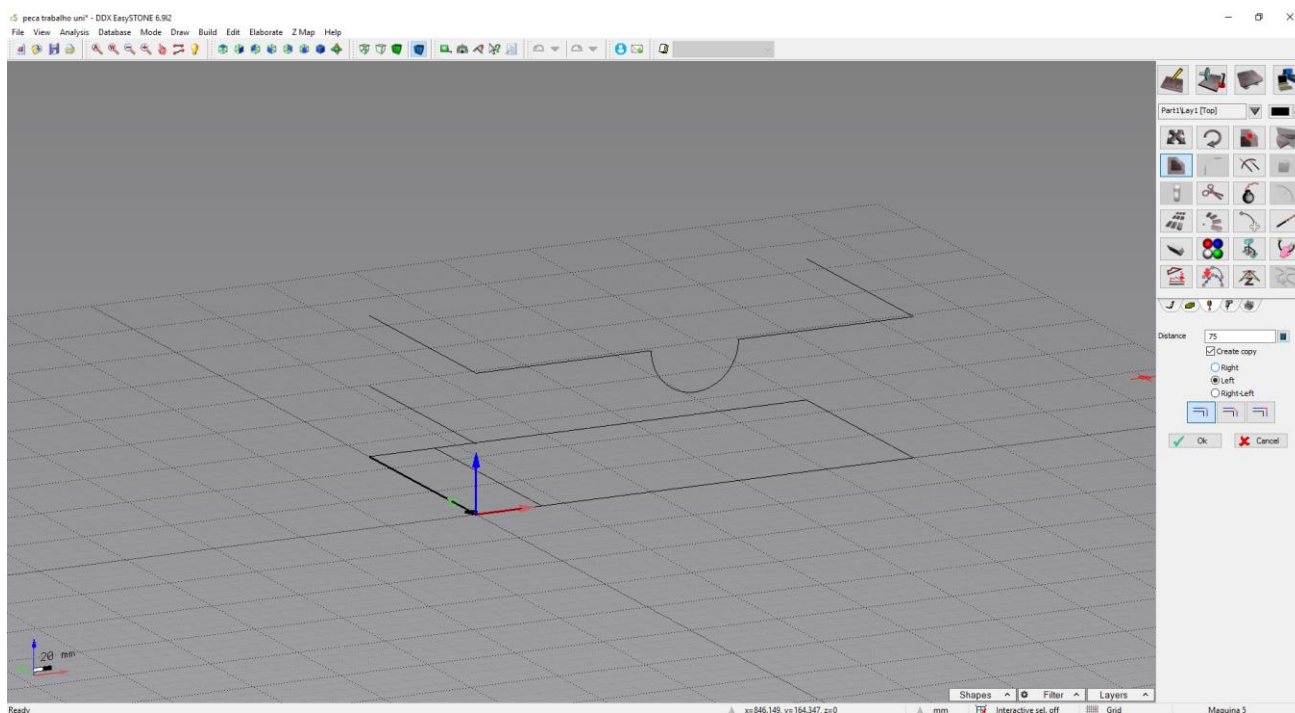 peca trabalho uni* - DDX EasySTONE 6.9I2
File View Analysis Database Mode Draw Build Edit Elaborate Z Map Help
Part1\Lay1 [Top]
Distance 75
Create copy
Right
Left
Right-Left
Ok Cancel
20 mm
Shapes Filter Layers
Ready x=846.149, y=164.347, z=0 mm Interactive sel. off Grid Maquina 5